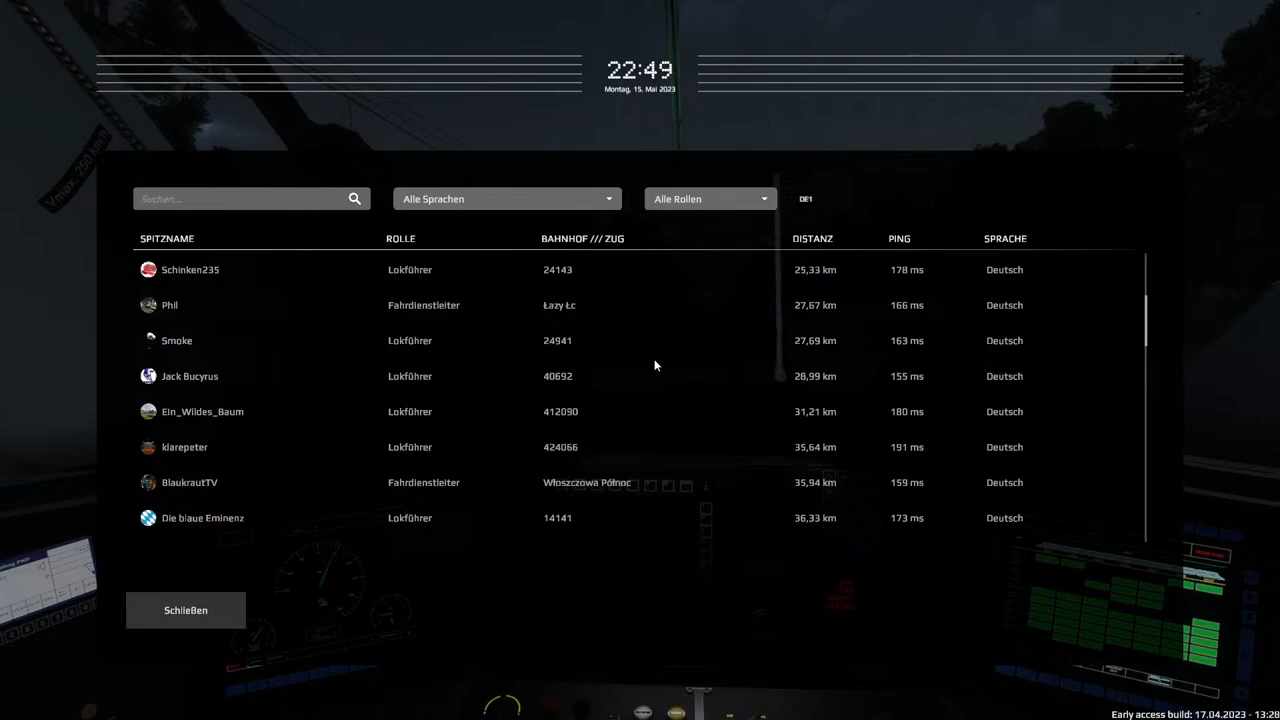 22:49
Montag, 15. Mai 2023
Vmax. 250 km/h
Suchen...
Alle Sprachen
Alle Rollen
DE1
SPITZNAME ROLLE BAHNHOF /// ZUG DISTANZ PING SPRACHE
Schinken235 Lokführer 24143 25,33 km 178 ms Deutsch
Phil Fahrdienstleiter Łazy Łc 27,67 km 166 ms Deutsch
Smoke Lokführer 24941 27,69 km 163 ms Deutsch
Jack Bucyrus Lokführer 40692 28,99 km 155 ms Deutsch
Ein_Wildes_Baum Lokführer 412090 31,21 km 180 ms Deutsch
klarepeter Lokführer 424066 35,64 km 191 ms Deutsch
BlaukrautTV Fahrdienstleiter Włoszczowa Północ 35,94 km 159 ms Deutsch
Die blaue Eminenz Lokführer 14141 36,33 km 173 ms Deutsch
Schließen
Early access build: 17.04.2023 - 13:28